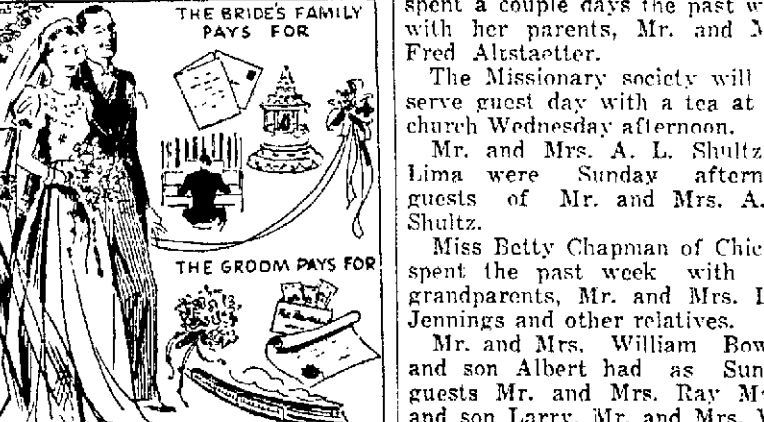 THE BRIDE'S FAMILY
PAYS FOR
THE GROOM PAYS FOR
spent a couple days the past w
with her parents, Mr. and M
Fred Altstaetter.
The Missionary society will
serve guest day with a tea at
church Wednesday afternoon.
Mr. and Mrs. A. L. Shultz
Lima were Sunday aftern
guests of Mr. and Mrs. A.
Shultz.
Miss Betty Chapman of Chic
spent the past week with
grandparents, Mr. and Mrs. L
Jennings and other relatives.
Mr. and Mrs. William Bow
and son Albert had as Sun
guests Mr. and Mrs. Ray M
and son Larry, Mr. and Mrs.